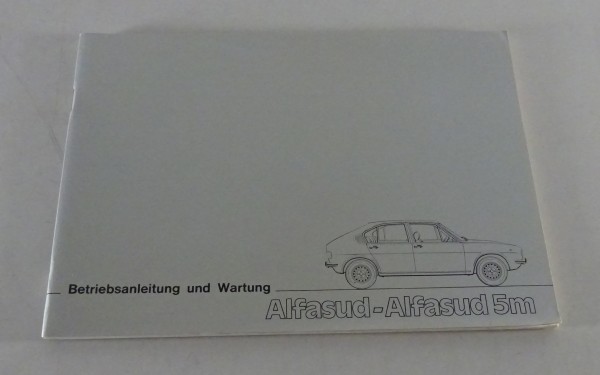 Betriebsanleitung und Wartung
Alfasud-Alfasud 5m